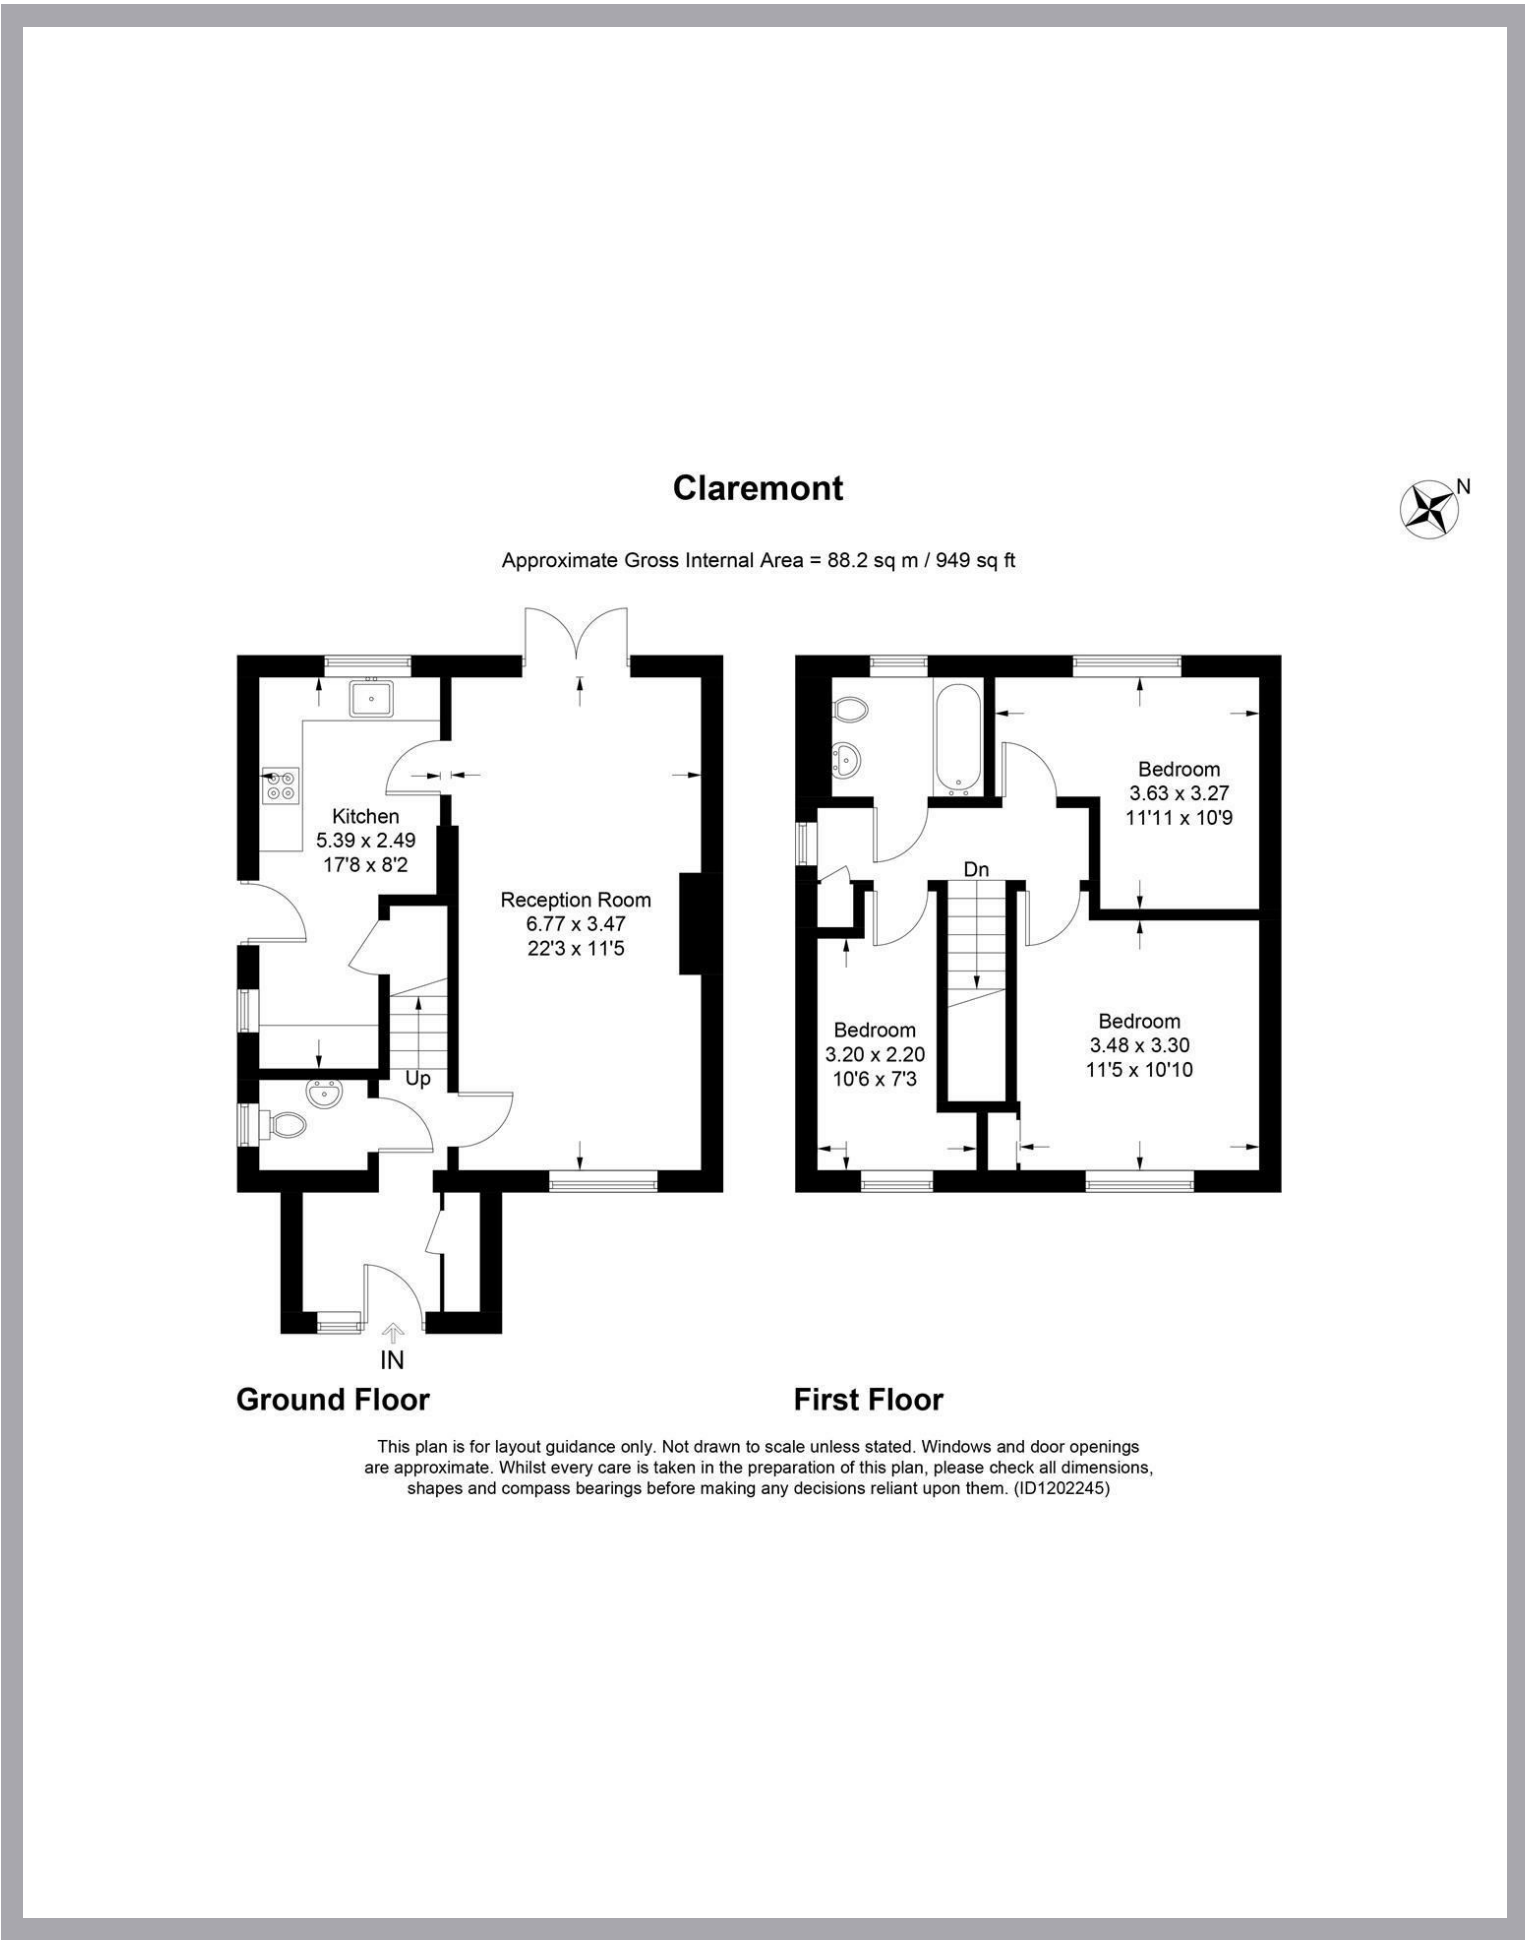 Claremont
N
Approximate Gross Internal Area = 88.2 sq m / 949 sq ft
Kitchen
5.39 x 2.49
17'8 x 8'2
Reception Room
6.77 x 3.47
22'3 x 11'5
Up
IN
Ground Floor
Bedroom
3.63 x 3.27
11'11 x 10'9
Dn
Bedroom
3.20 x 2.20
10'6 x 7'3
Bedroom
3.48 x 3.30
11'5 x 10'10
First Floor
This plan is for layout guidance only. Not drawn to scale unless stated. Windows and door openings
are approximate. Whilst every care is taken in the preparation of this plan, please check all dimensions,
shapes and compass bearings before making any decisions reliant upon them. (ID1202245)